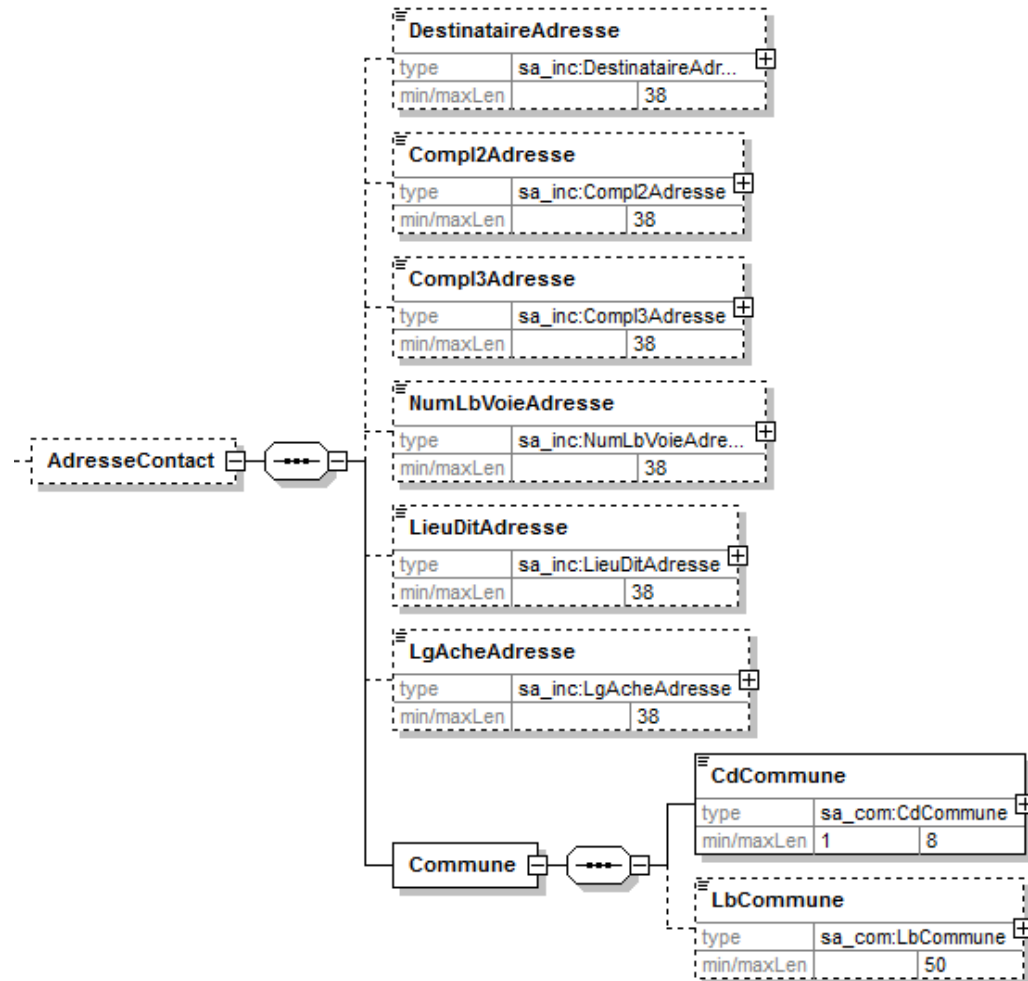 DestinataireAdresse
type sa_inc:DestinataireAdr...
min/maxLen 38
Compl2Adresse
type sa_inc:Compl2Adresse
min/maxLen 38
Compl3Adresse
type sa_inc:Compl3Adresse
min/maxLen 38
NumLbVoieAdresse
type sa_inc:NumLbVoieAdre...
min/maxLen 38
AdresseContact
LieuDitAdresse
type sa_inc:LieuDitAdresse
min/maxLen 38
LgAcheAdresse
type sa_inc:LgAcheAdresse
min/maxLen 38
Commune
CdCommune
type sa_com:CdCommune
min/maxLen 1 8
LbCommune
type sa_com:LbCommune
min/maxLen 50